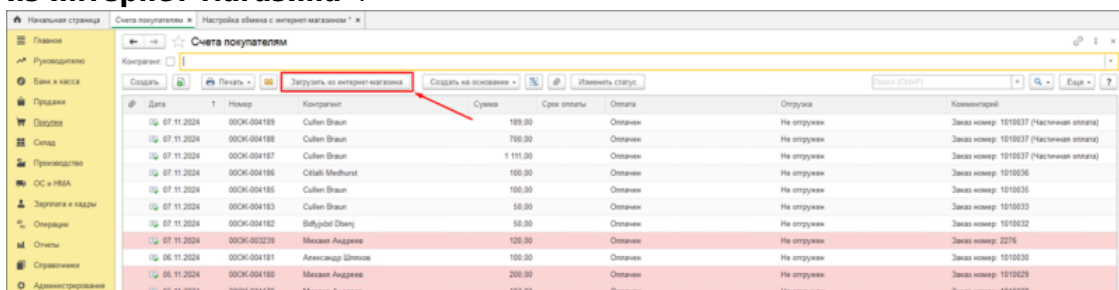 Начальная страница Счета покупателям × Настройка обмена с интернет-магазином * ×
Главное
Руководителю
Банк и касса
Продажи
Покупки
Склад
Производство
ОС и НМА
Зарплата и кадры
Операции
Отчеты
Справочники
Администрирование
Счета покупателям
Контрагент:
Создать Печать Загрузить из интернет-магазина Создать на основании Изменить статус Поиск (Ctrl+F) Еще ?
Дата ↑ Номер Контрагент Сумма Срок оплаты Оплата Отгрузка Комментарий
07.11.2024 00ОК-004189 Cullen Braun 189,00 Оплачен Не отгружен Заказ номер: 1010037 (Частичная оплата)
07.11.2024 00ОК-004188 Cullen Braun 700,00 Оплачен Не отгружен Заказ номер: 1010037 (Частичная оплата)
07.11.2024 00ОК-004187 Cullen Braun 1 111,00 Оплачен Не отгружен Заказ номер: 1010037 (Частичная оплата)
07.11.2024 00ОК-004186 Citlalli Medhurst 100,00 Оплачен Не отгружен Заказ номер: 1010036
07.11.2024 00ОК-004185 Cullen Braun 100,00 Оплачен Не отгружен Заказ номер: 1010035
07.11.2024 00ОК-004183 Cullen Braun 50,00 Оплачен Не отгружен Заказ номер: 1010033
07.11.2024 00ОК-004182 50,00 Оплачен Не отгружен Заказ номер: 1010032
07.11.2024 00ОК-003239 Михаил Андреев 120,00 Оплачен Не отгружен Заказ номер: 2276
06.11.2024 00ОК-004181 Александр Шляхов 100,00 Оплачен Не отгружен Заказ номер: 1010030
06.11.2024 00ОК-004180 Михаил Андреев 200,00 Оплачен Не отгружен Заказ номер: 1010029